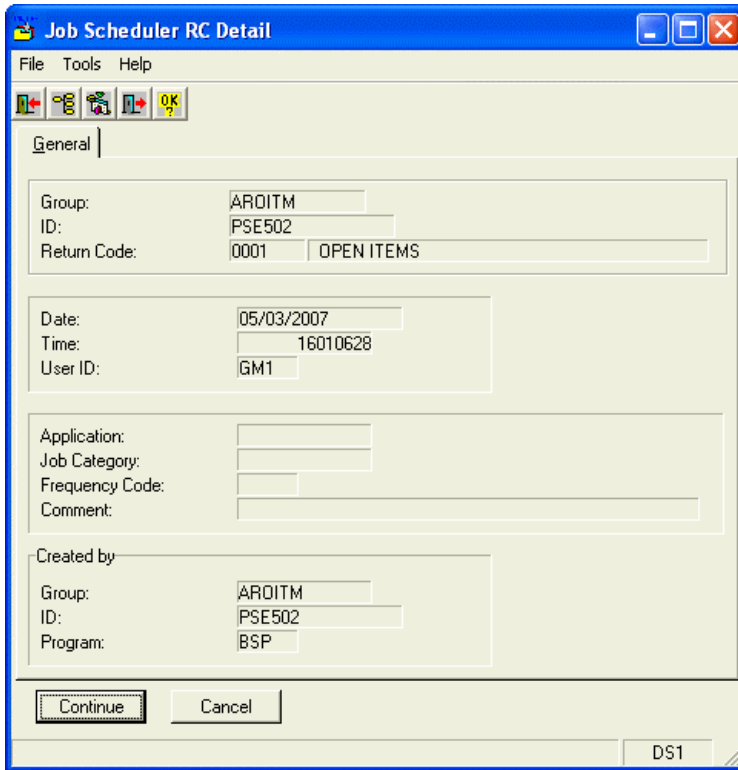 Job Scheduler RC Detail
File Tools Help
OK
?
General
Group: AROITM
ID: PSE502
Return Code: 0001 OPEN ITEMS
Date: 05/03/2007
Time: 16010628
User ID: GM1
Application:
Job Category:
Frequency Code:
Comment:
Created by
Group: AROITM
ID: PSE502
Program: BSP
Continue Cancel
DS1